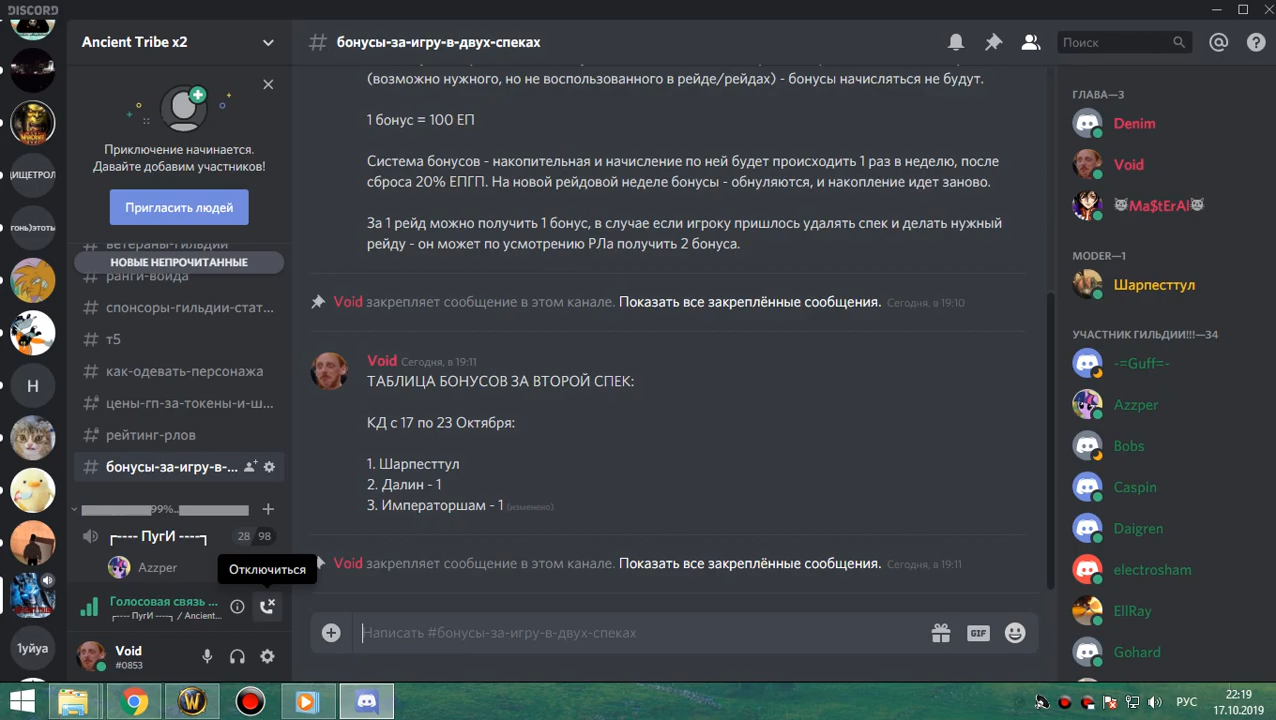 DISCORD
Ancient Tribe x2
# бонусы-за-игру-в-двух-спеках
Поиск
Приключение начинается.
Давайте добавим участников!
Пригласить людей
ветераны-гильдии
НОВЫЕ НЕПРОЧИТАННЫЕ
ранги-войда
# спонсоры-гильдии-стат...
# т5
# как-одевать-персонажа
# цены-гп-за-токены-и-ш...
# рейтинг-рлов
# бонусы-за-игру-в-...
99%..
┏---- ПугИ ----┓ 28 98
Azzper
Отключиться
Голосовая связь ...
┏---- ПугИ ----┓ / Ancient...
Void
#0853
ИЩЕТРОЛ
гонь)этоты
Н
1уйуа
(возможно нужного, но не воспользованного в рейде/рейдах) - бонусы начисляться не будут.
1 бонус = 100 ЕП
Система бонусов - накопительная и начисление по ней будет происходить 1 раз в неделю, после
сброса 20% ЕПГП. На новой рейдовой неделе бонусы - обнуляются, и накопление идет заново.
За 1 рейд можно получить 1 бонус, в случае если игроку пришлось удалять спек и делать нужный
рейду - он может по усмотрению РЛа получить 2 бонуса.
Void закрепляет сообщение в этом канале. Показать все закреплённые сообщения. Сегодня, в 19:10
Void Сегодня, в 19:11
ТАБЛИЦА БОНУСОВ ЗА ВТОРОЙ СПЕК:
КД с 17 по 23 Октября:
1. Шарпесттул
2. Далин - 1
3. Императоршам - 1 (изменено)
Void закрепляет сообщение в этом канале. Показать все закреплённые сообщения. Сегодня, в 19:11
Написать #бонусы-за-игру-в-двух-спеках
GIF
ГЛАВА—3
Denim
Void
🐺Ma$tErAl🐺
MODER—1
Шарпесттул
УЧАСТНИК ГИЛЬДИИ!!!—34
-=Guff=-
Azzper
Bobs
Caspin
Daigren
electrosham
EllRay
Gohard
РУС
22:19
17.10.2019